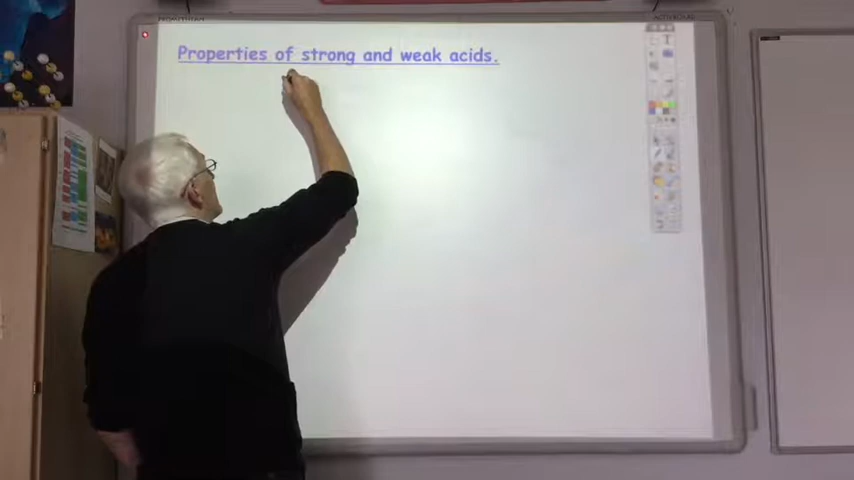 Properties of strong and weak acids.